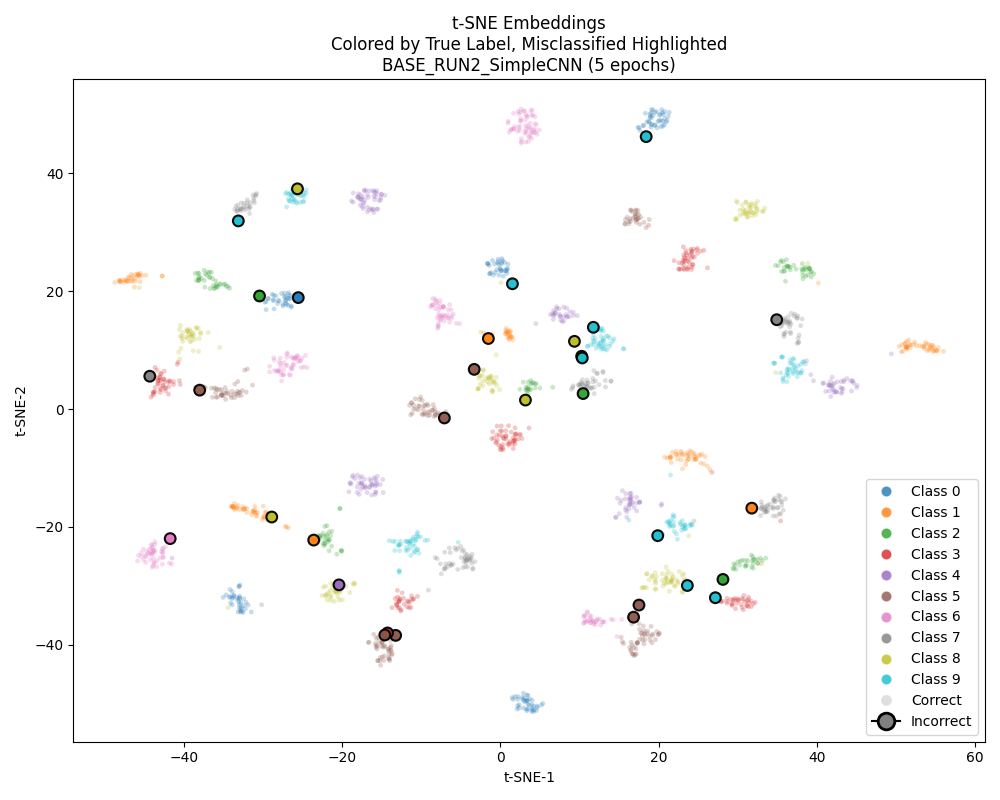 t-SNE Embeddings
Colored by True Label, Misclassified Highlighted
BASE_RUN2_SimpleCNN (5 epochs)
t-SNE-2
40
20
0
−20
−40
−40
−20
0
20
40
60
t-SNE-1
Class 0
Class 1
Class 2
Class 3
Class 4
Class 5
Class 6
Class 7
Class 8
Class 9
Correct
Incorrect